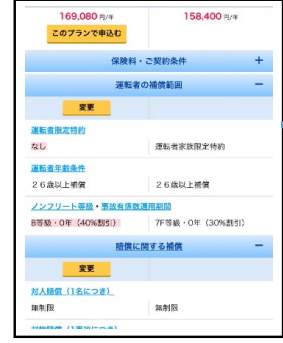 169,080 円/年 158,400 円/年
このプランで申込む
保険料・ご契約条件 +
運転者の補償範囲 −
変更
運転者限定特約
なし 運転者家族限定特約
運転者年齢条件
26歳以上補償 26歳以上補償
ノンフリート等級・事故有係数適用期間
8等級・0年（40%割引） 7F等級・0年（30%割引）
賠償に関する補償 −
変更
対人賠償（1名につき）
無制限 無制限